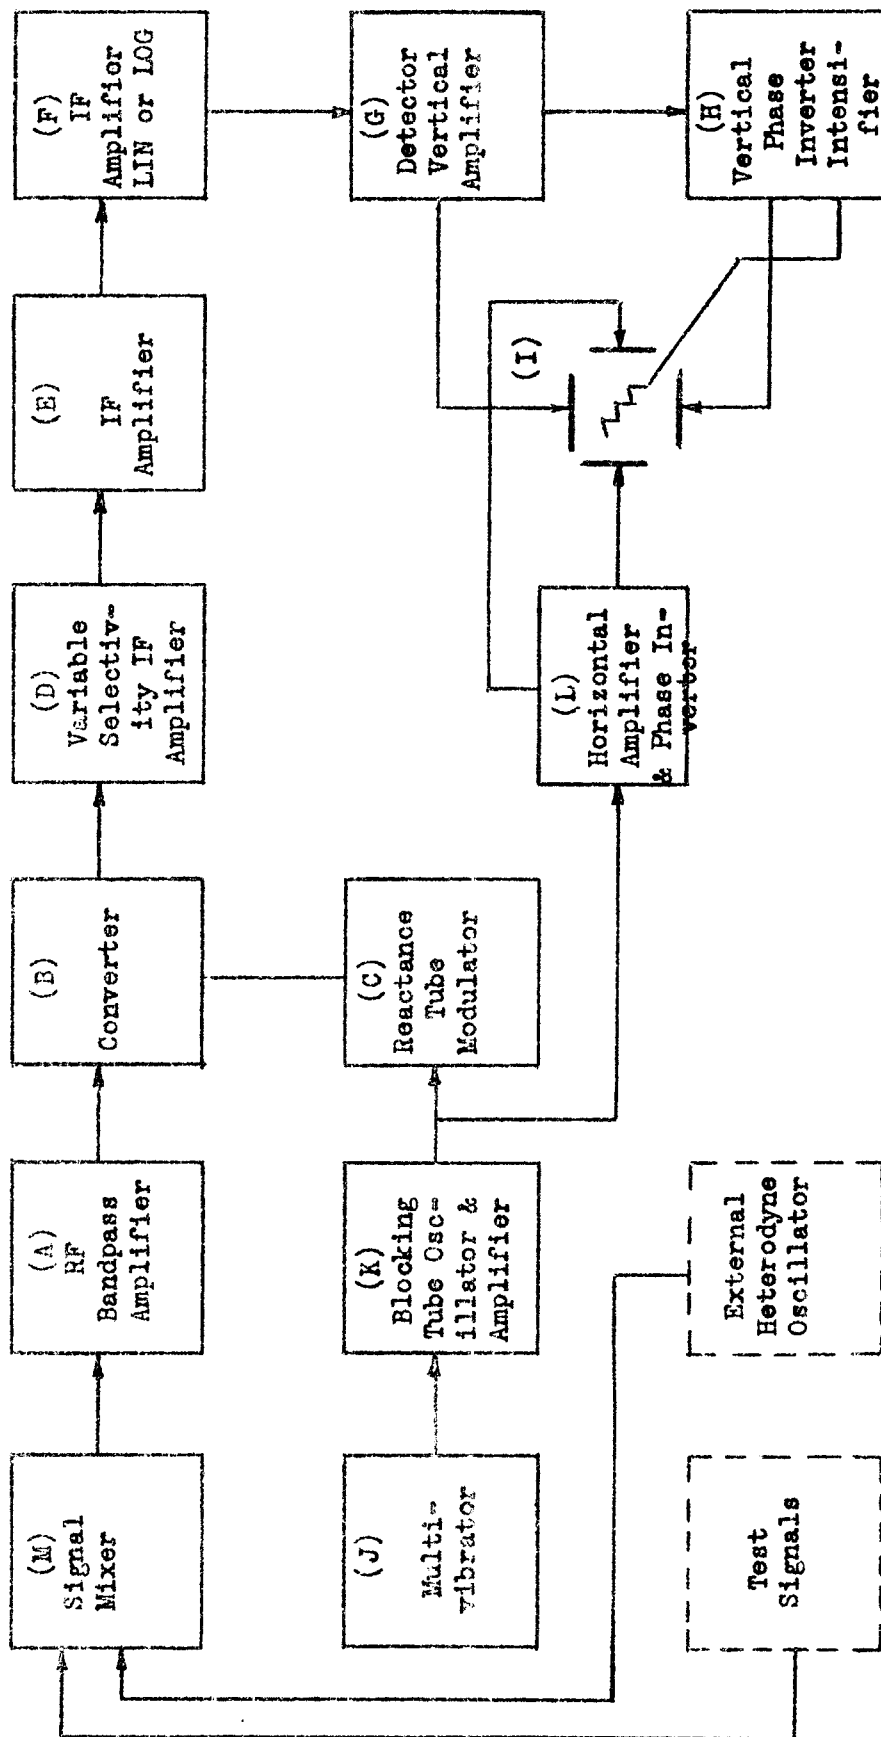 (M)
Signal
Mixer
(A)
RF
Bandpass
Amplifier
(B)
Converter
(D)
Variable
Selectiv-
ity IF
Amplifier
(E)
IF
Amplifier
(F)
IF
Amplifior
LIN or LOG
(J)
Multi-
vibrator
(K)
Blocking
Tube Osc-
illator &
Amplifier
(C)
Reactance
Tube
Modulator
(G)
Detector
Vertical
Amplifier
(L)
Horizontal
Amplifier
& Phase In-
vertor
(I)
Test
Signals
External
Heterodyne
Oscillator
(H)
Vertical
Phase
Inverter
Intensi-
fier